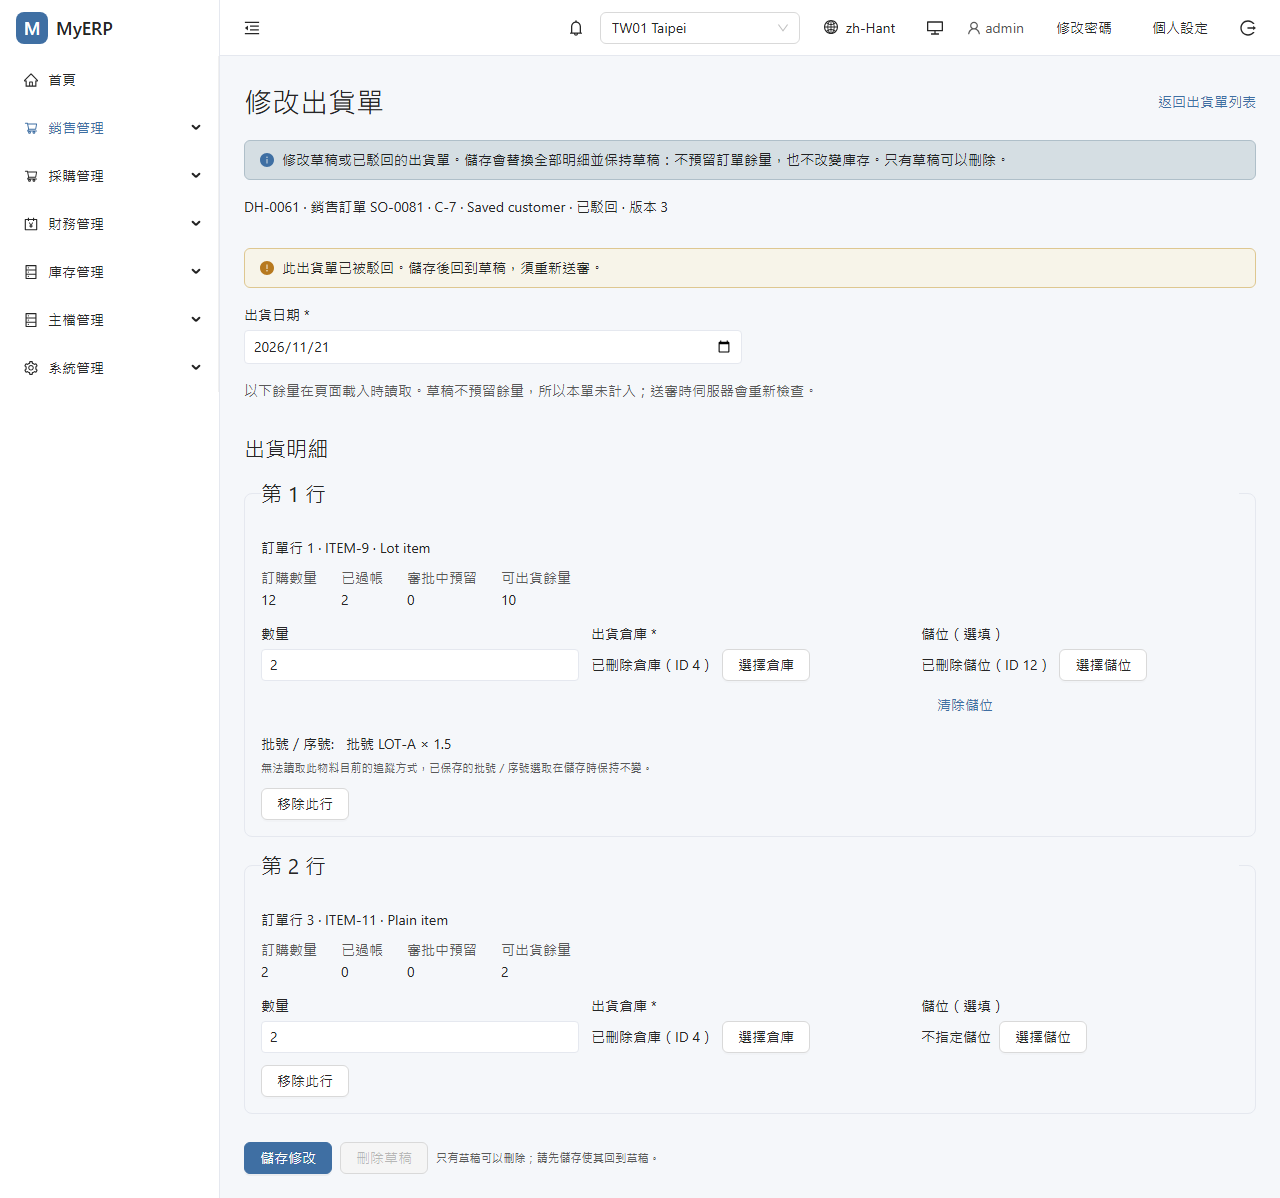 M MyERP
TW01 Taipei
zh-Hant
admin
修改密碼
個人設定
首頁
銷售管理
採購管理
財務管理
庫存管理
主檔管理
系統管理
修改出貨單
返回出貨單列表
修改草稿或已駁回的出貨單。儲存會替換全部明細並保持草稿：不預留訂單餘量，也不改變庫存。只有草稿可以刪除。
DH-0061 · 銷售訂單 SO-0081 · C-7 · Saved customer · 已駁回 · 版本 3
此出貨單已被駁回。儲存後回到草稿，須重新送審。
出貨日期 *
2026/11/21
以下餘量在頁面載入時讀取。草稿不預留餘量，所以本單未計入；送審時伺服器會重新檢查。
出貨明細
第 1 行
訂單行 1 · ITEM-9 · Lot item
訂購數量 已過帳 審批中預留 可出貨餘量
12 2 0 10
數量 出貨倉庫 * 儲位（選填）
2 已刪除倉庫（ID 4） 選擇倉庫 已刪除儲位（ID 12） 選擇儲位
清除儲位
批號 / 序號: 批號 LOT-A × 1.5
無法讀取此物料目前的追蹤方式，已保存的批號 / 序號選取在儲存時保持不變。
移除此行
第 2 行
訂單行 3 · ITEM-11 · Plain item
訂購數量 已過帳 審批中預留 可出貨餘量
2 0 0 2
數量 出貨倉庫 * 儲位（選填）
2 已刪除倉庫（ID 4） 選擇倉庫 不指定儲位 選擇儲位
移除此行
儲存修改 刪除草稿 只有草稿可以刪除；請先儲存使其回到草稿。